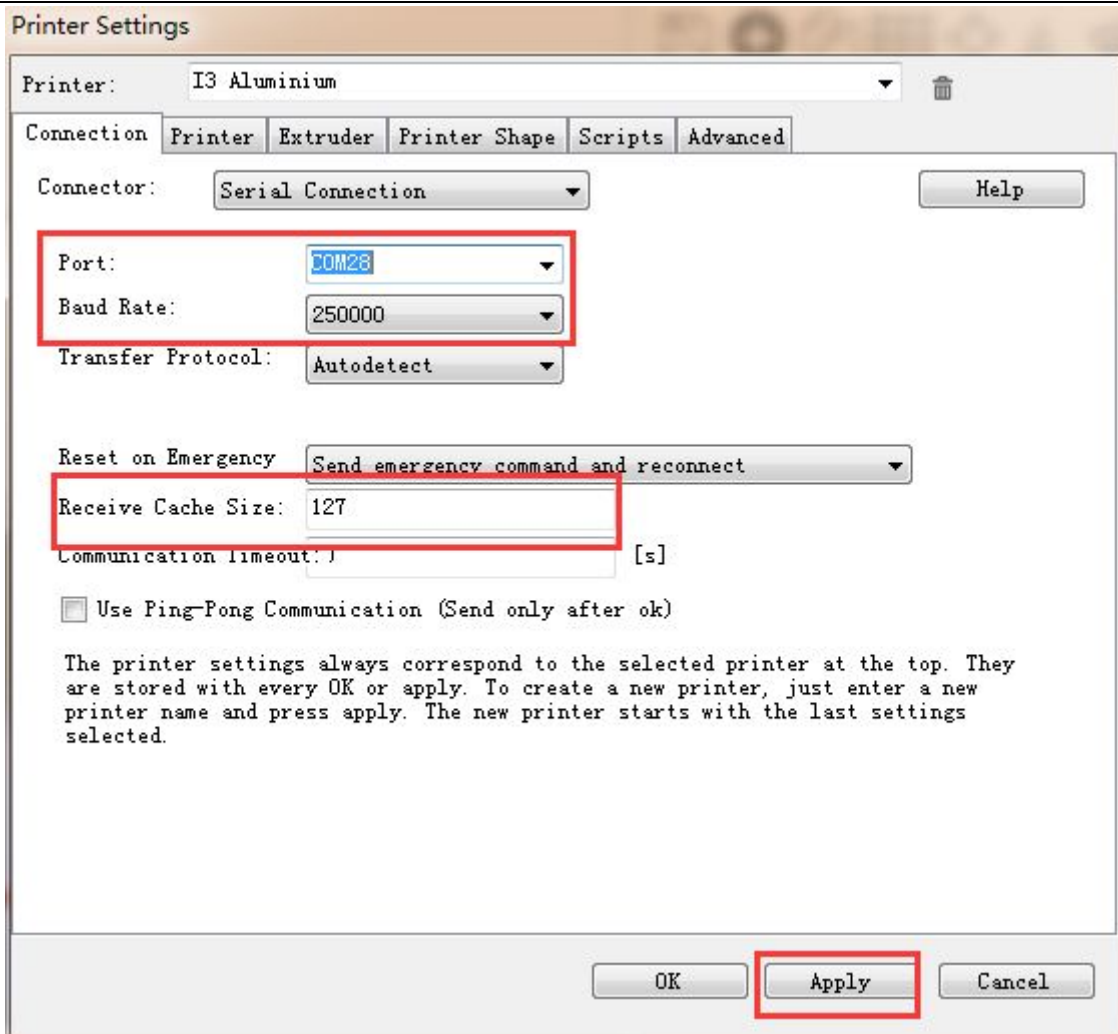 Printer Settings
Printer: I3 Aluminium
Connection Printer Extruder Printer Shape Scripts Advanced
Connector: Serial Connection Help
Port: COM28
Baud Rate: 250000
Transfer Protocol: Autodetect
Reset on Emergency Send emergency command and reconnect
Receive Cache Size: 127
Communication Timeout: [s]
Use Ping-Pong Communication (Send only after ok)
The printer settings always correspond to the selected printer at the top. They
are stored with every OK or apply. To create a new printer, just enter a new
printer name and press apply. The new printer starts with the last settings
selected.
OK Apply Cancel